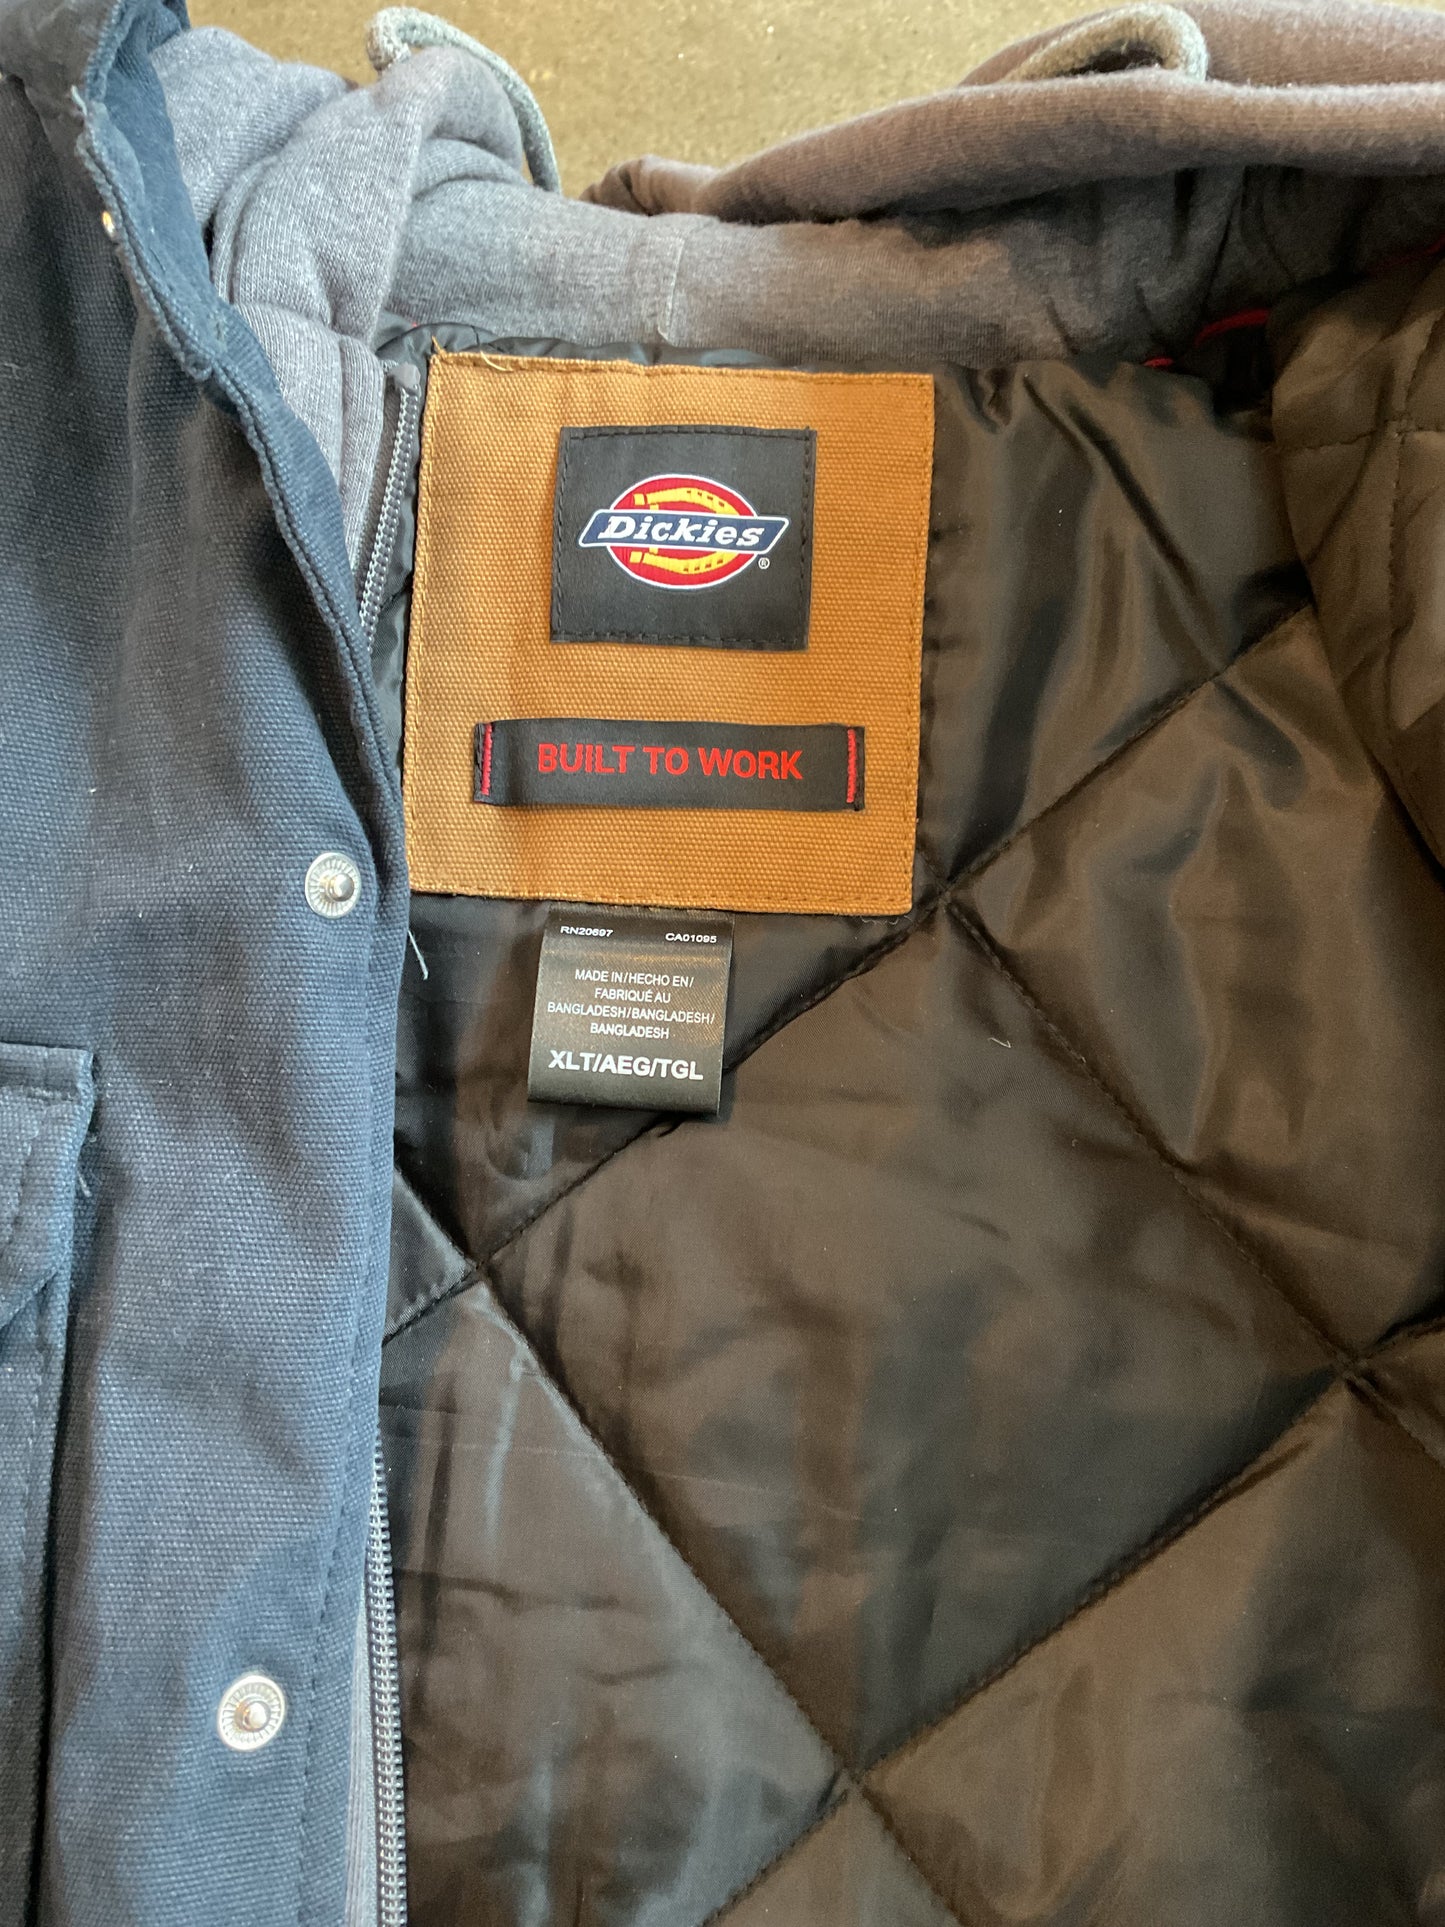 Dickies
®
BUILT TO WORK
RN20697 CA01095
MADE IN/HECHO EN/
FABRIQUÉ AU
BANGLADESH/BANGLADESH/
BANGLADESH
XLT/AEG/TGL